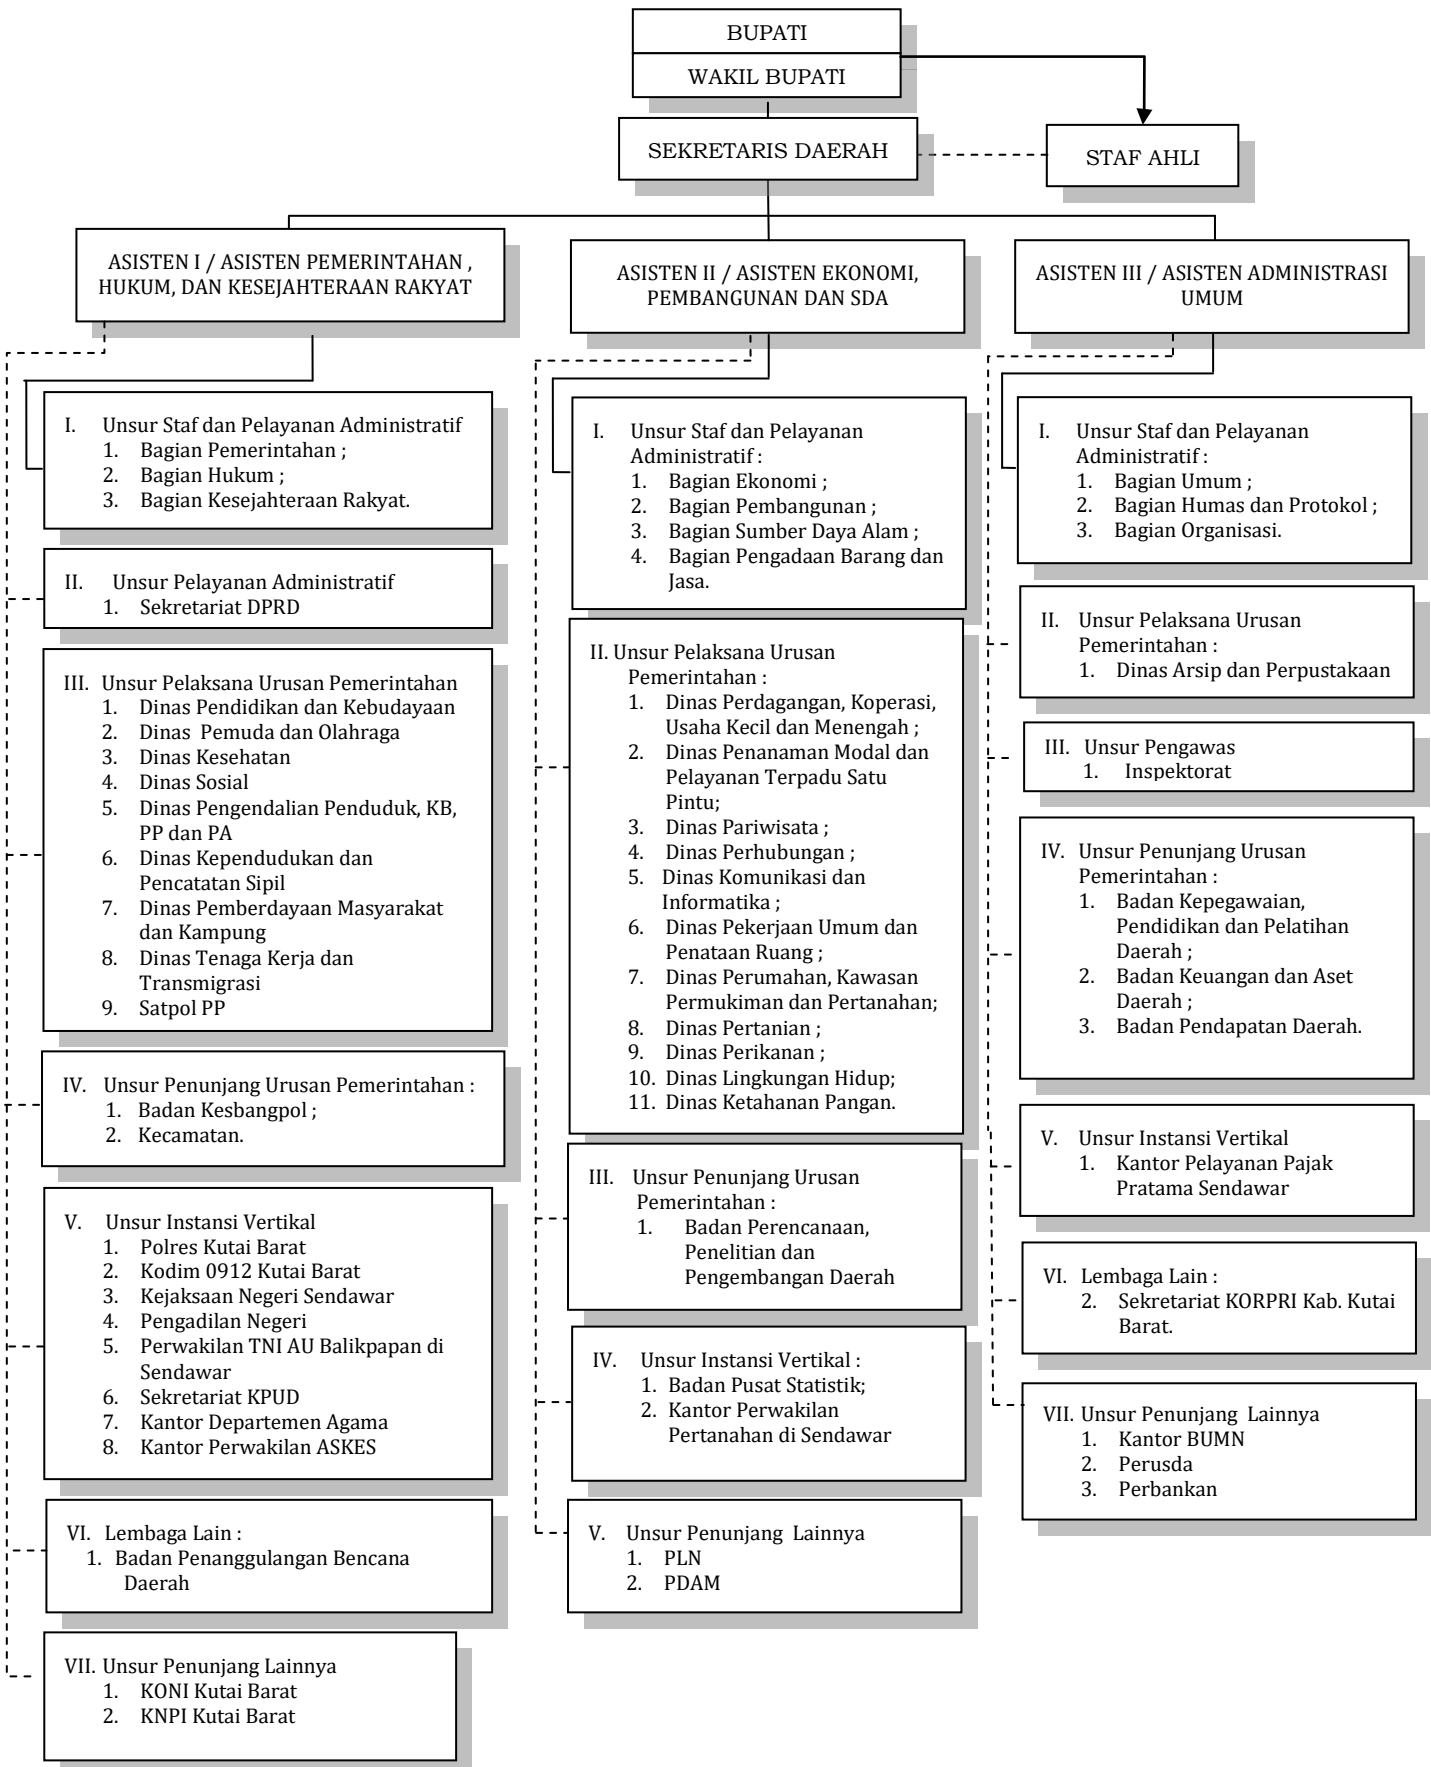 BUPATI
WAKIL BUPATI
SEKRETARIS DAERAH
STAF AHLI
ASISTEN I / ASISTEN PEMERINTAHAN ,
HUKUM, DAN KESEJAHTERAAN RAKYAT
I. Unsur Staf dan Pelayanan Administratif
1. Bagian Pemerintahan ;
2. Bagian Hukum ;
3. Bagian Kesejahteraan Rakyat.
II. Unsur Pelayanan Administratif
1. Sekretariat DPRD
III. Unsur Pelaksana Urusan Pemerintahan
1. Dinas Pendidikan dan Kebudayaan
2. Dinas Pemuda dan Olahraga
3. Dinas Kesehatan
4. Dinas Sosial
5. Dinas Pengendalian Penduduk, KB,
PP dan PA
6. Dinas Kependudukan dan
Pencatatan Sipil
7. Dinas Pemberdayaan Masyarakat
dan Kampung
8. Dinas Tenaga Kerja dan
Transmigrasi
9. Satpol PP
IV. Unsur Penunjang Urusan Pemerintahan :
1. Badan Kesbangpol ;
2. Kecamatan.
V. Unsur Instansi Vertikal
1. Polres Kutai Barat
2. Kodim 0912 Kutai Barat
3. Kejaksaan Negeri Sendawar
4. Pengadilan Negeri
5. Perwakilan TNI AU Balikpapan di
Sendawar
6. Sekretariat KPUD
7. Kantor Departemen Agama
8. Kantor Perwakilan ASKES
VI. Lembaga Lain :
1. Badan Penanggulangan Bencana
Daerah
VII. Unsur Penunjang Lainnya
1. KONI Kutai Barat
2. KNPI Kutai Barat
ASISTEN II / ASISTEN EKONOMI,
PEMBANGUNAN DAN SDA
I. Unsur Staf dan Pelayanan
Administratif :
1. Bagian Ekonomi ;
2. Bagian Pembangunan ;
3. Bagian Sumber Daya Alam ;
4. Bagian Pengadaan Barang dan
Jasa.
II. Unsur Pelaksana Urusan
Pemerintahan :
1. Dinas Perdagangan, Koperasi,
Usaha Kecil dan Menengah ;
2. Dinas Penanaman Modal dan
Pelayanan Terpadu Satu
Pintu;
3. Dinas Pariwisata ;
4. Dinas Perhubungan ;
5. Dinas Komunikasi dan
Informatika ;
6. Dinas Pekerjaan Umum dan
Penataan Ruang ;
7. Dinas Perumahan, Kawasan
Permukiman dan Pertanahan;
8. Dinas Pertanian ;
9. Dinas Perikanan ;
10. Dinas Lingkungan Hidup;
11. Dinas Ketahanan Pangan.
III. Unsur Penunjang Urusan
Pemerintahan :
1. Badan Perencanaan,
Penelitian dan
Pengembangan Daerah
IV. Unsur Instansi Vertikal :
1. Badan Pusat Statistik;
2. Kantor Perwakilan
Pertanahan di Sendawar
V. Unsur Penunjang Lainnya
1. PLN
2. PDAM
ASISTEN III / ASISTEN ADMINISTRASI
UMUM
I. Unsur Staf dan Pelayanan
Administratif :
1. Bagian Umum ;
2. Bagian Humas dan Protokol ;
3. Bagian Organisasi.
II. Unsur Pelaksana Urusan
Pemerintahan :
1. Dinas Arsip dan Perpustakaan
III. Unsur Pengawas
1. Inspektorat
IV. Unsur Penunjang Urusan
Pemerintahan :
1. Badan Kepegawaian,
Pendidikan dan Pelatihan
Daerah ;
2. Badan Keuangan dan Aset
Daerah ;
3. Badan Pendapatan Daerah.
V. Unsur Instansi Vertikal
1. Kantor Pelayanan Pajak
Pratama Sendawar
VI. Lembaga Lain :
2. Sekretariat KORPRI Kab. Kutai
Barat.
VII. Unsur Penunjang Lainnya
1. Kantor BUMN
2. Perusda
3. Perbankan